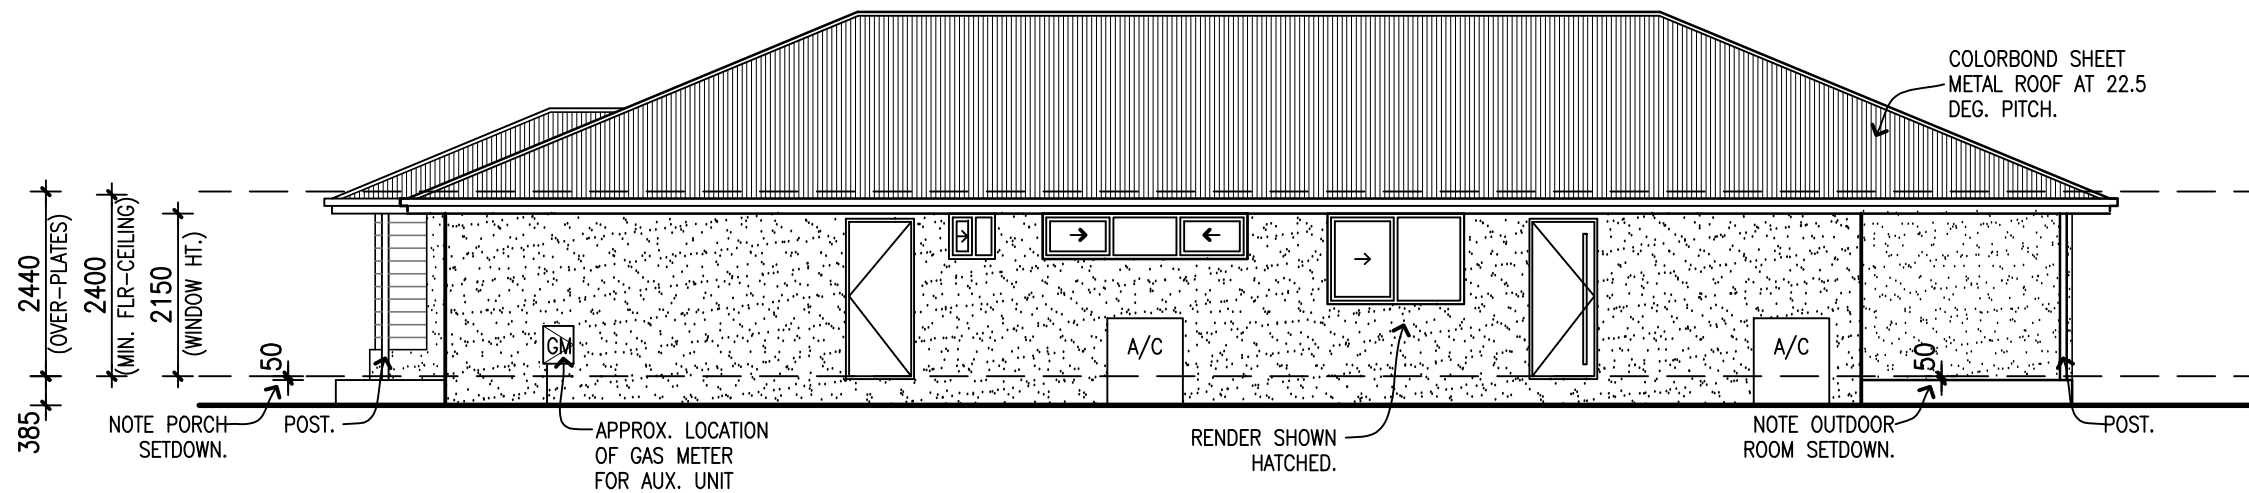 COLORBOND SHEET
METAL ROOF AT 22.5
DEG. PITCH.
2440
(OVER-PLATES)
2400
(MIN. FLR-CEILING)
2150
(WINDOW HT.)
50
385
GM
A/C
A/C
50
NOTE PORCH
SETDOWN.
POST.
APPROX. LOCATION
OF GAS METER
FOR AUX. UNIT
RENDER SHOWN
HATCHED.
NOTE OUTDOOR
ROOM SETDOWN.
POST.